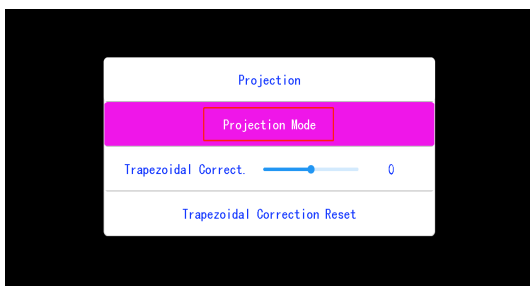 Projection
Projection Mode
Trapezoidal Correct. 0
Trapezoidal Correction Reset